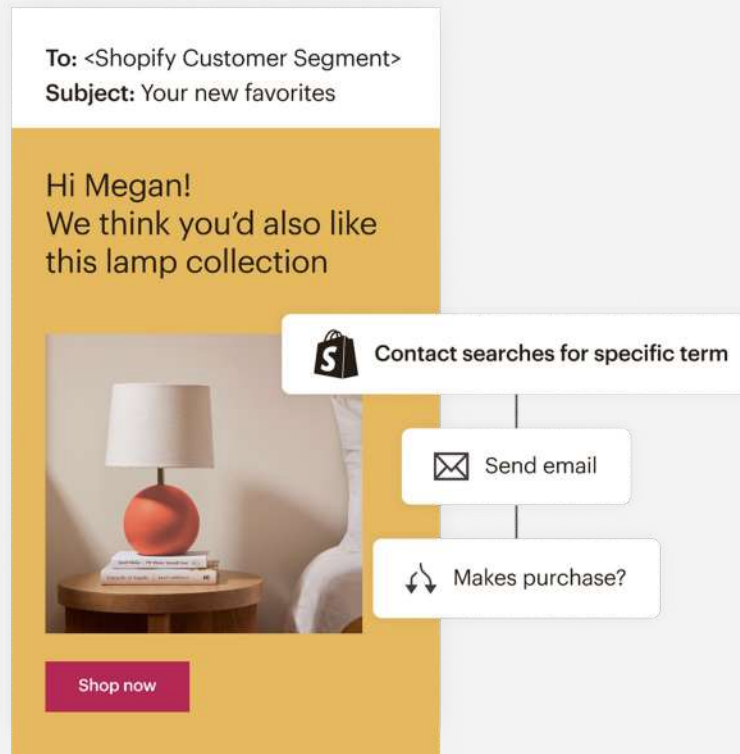 To: <Shopify Customer Segment>
Subject: Your new favorites
Hi Megan!
We think you’d also like
this lamp collection
S
Contact searches for specific term
Send email
Makes purchase?
Shop now